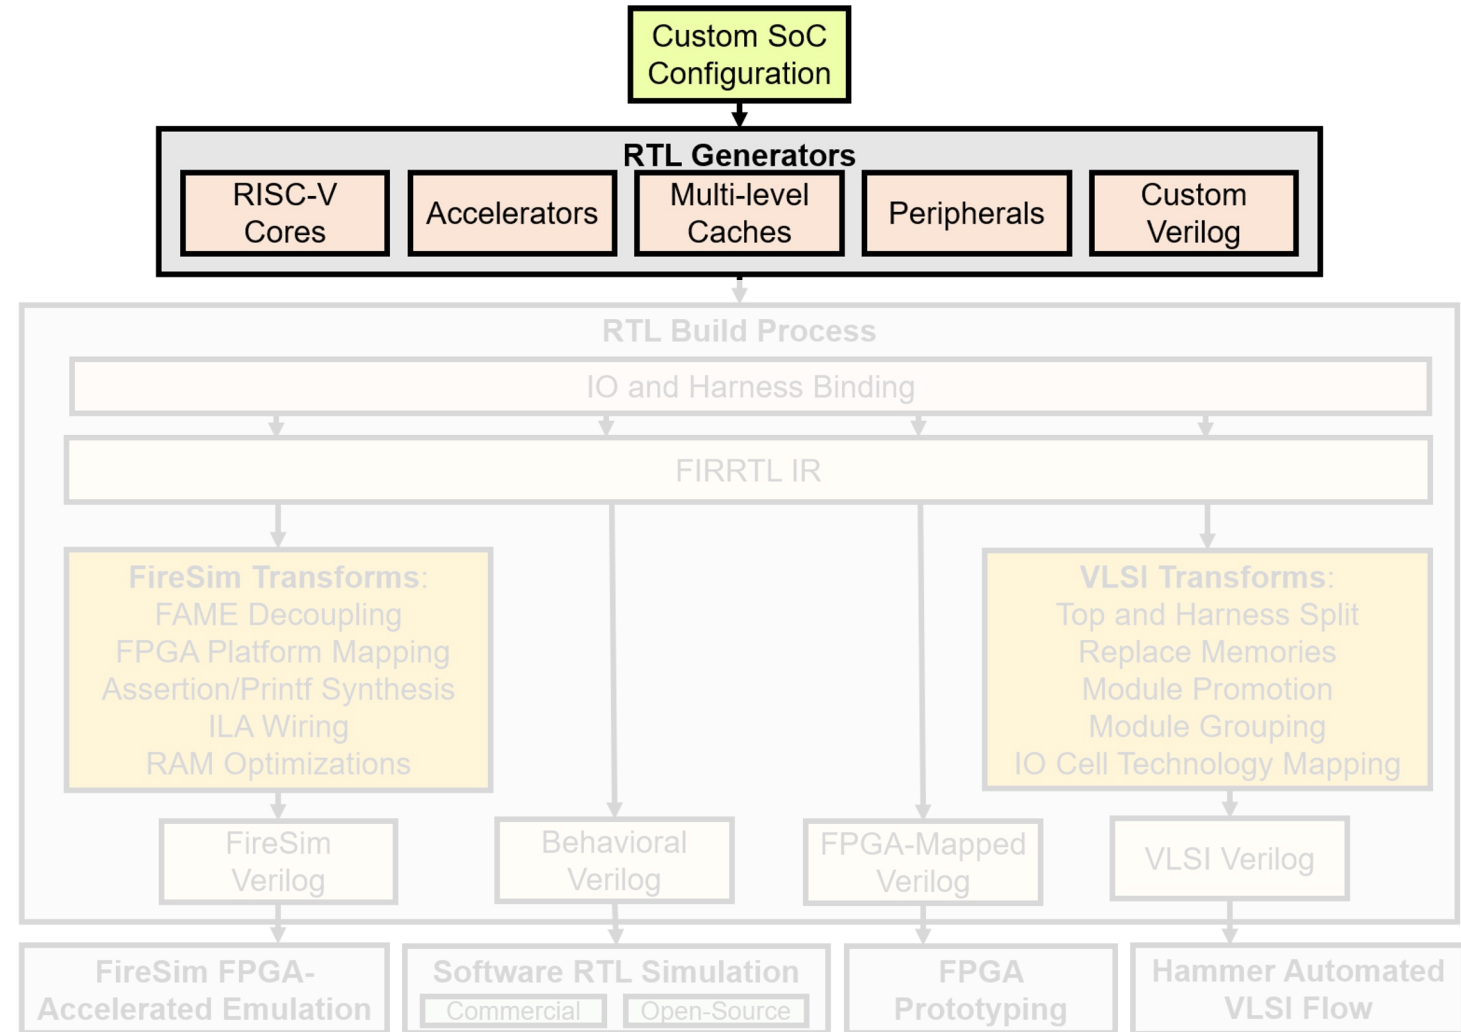 Custom SoC
Configuration
RTL Generators
RISC-V
Cores
Accelerators
Multi-level
Caches
Peripherals
Custom
Verilog
RTL Build Process
IO and Harness Binding
FIRRTL IR
FireSim Transforms:
FAME Decoupling
FPGA Platform Mapping
Assertion/Printf Synthesis
ILA Wiring
RAM Optimizations
VLSI Transforms:
Top and Harness Split
Replace Memories
Module Promotion
Module Grouping
IO Cell Technology Mapping
FireSim
Verilog
Behavioral
Verilog
FPGA-Mapped
Verilog
VLSI Verilog
FireSim FPGA-
Accelerated Emulation
Software RTL Simulation
Commercial
Open-Source
FPGA
Prototyping
Hammer Automated
VLSI Flow